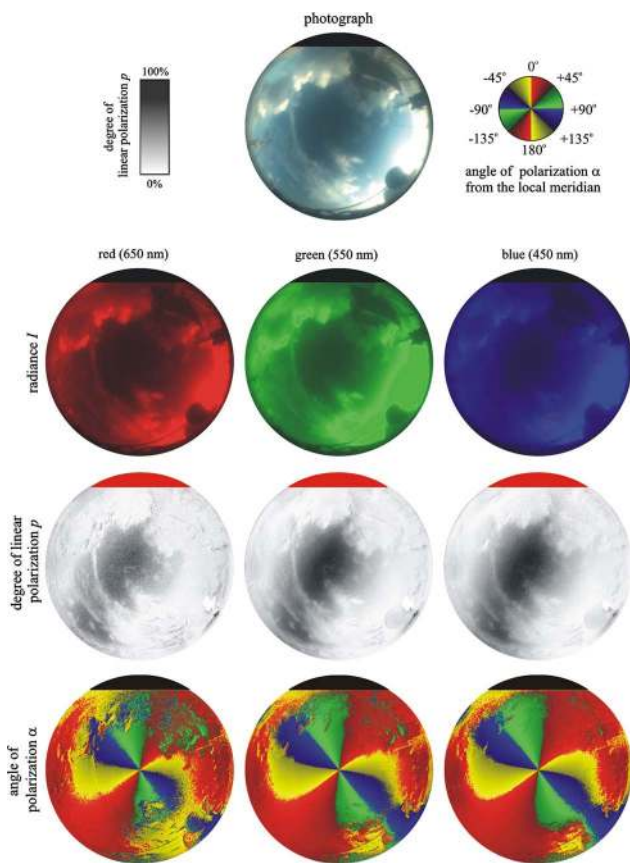 photograph
100%
degree of
linear polarization p
0%
0°
-45° +45°
-90° +90°
-135° +135°
180°
angle of polarization α
from the local meridian
red (650 nm) green (550 nm) blue (450 nm)
radiance I
degree of linear
polarization p
angle of
polarization α